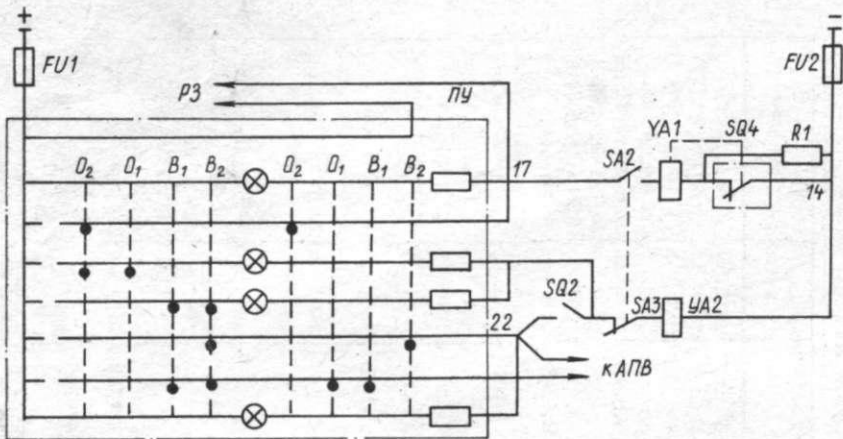 +
−
FU1
FU2
РЗ
ПУ
YA1
SQ4
R1
O₂ O₁ B₁ B₂ O₂ O₁ B₁ B₂
17
SA2
14
SQ2
SA3
YA2
22
кАПВ